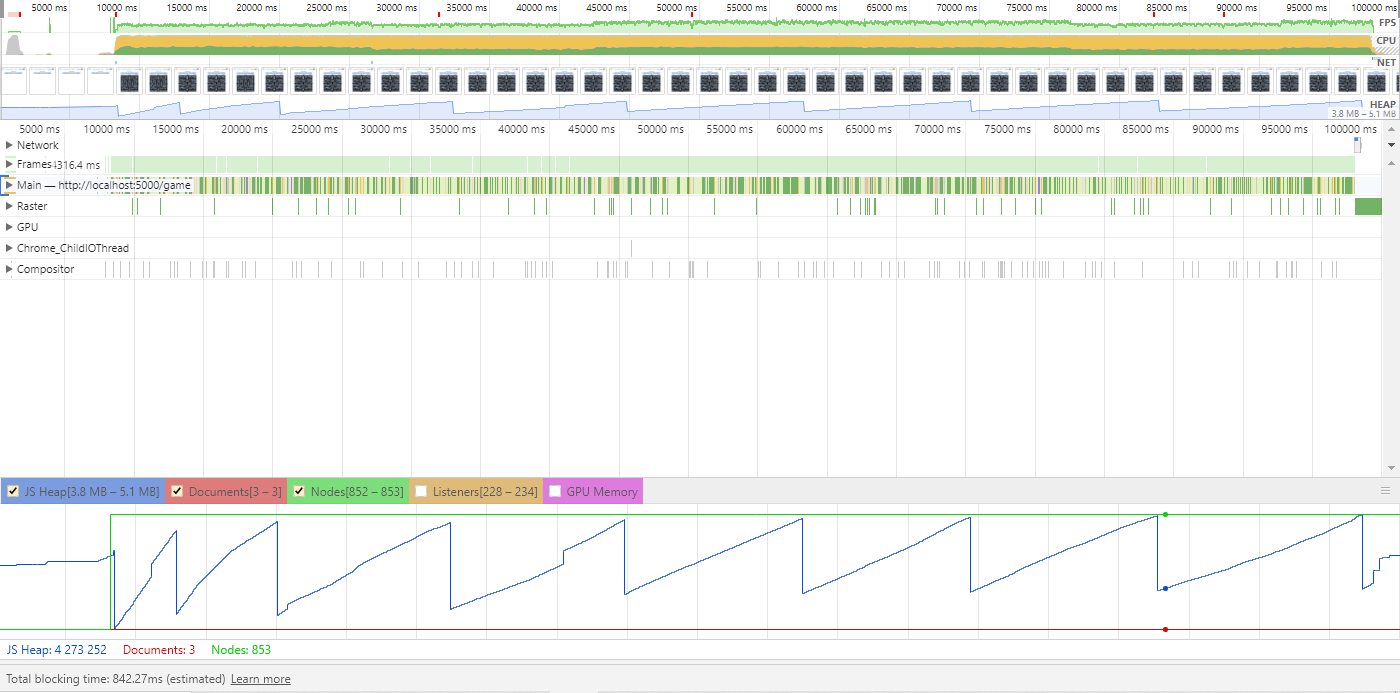 5000 ms 10000 ms 15000 ms 20000 ms 25000 ms 30000 ms 35000 ms 40000 ms 45000 ms 50000 ms 55000 ms 60000 ms 65000 ms 70000 ms 75000 ms 80000 ms 85000 ms 90000 ms 95000 ms 100000 ms
FPS
CPU
NET
HEAP
3.8 MB – 5.1 MB
5000 ms 10000 ms 15000 ms 20000 ms 25000 ms 30000 ms 35000 ms 40000 ms 45000 ms 50000 ms 55000 ms 60000 ms 65000 ms 70000 ms 75000 ms 80000 ms 85000 ms 90000 ms 95000 ms 100000 ms
Network
Frames 4316.4 ms
Main — http://localhost:5000/game
Raster
GPU
Chrome_ChildIOThread
Compositor
JS Heap[3.8 MB – 5.1 MB] Documents[3 – 3] Nodes[852 – 853] Listeners[228 – 234] GPU Memory
JS Heap: 4 273 252 Documents: 3 Nodes: 853
Total blocking time: 842.27ms (estimated) Learn more